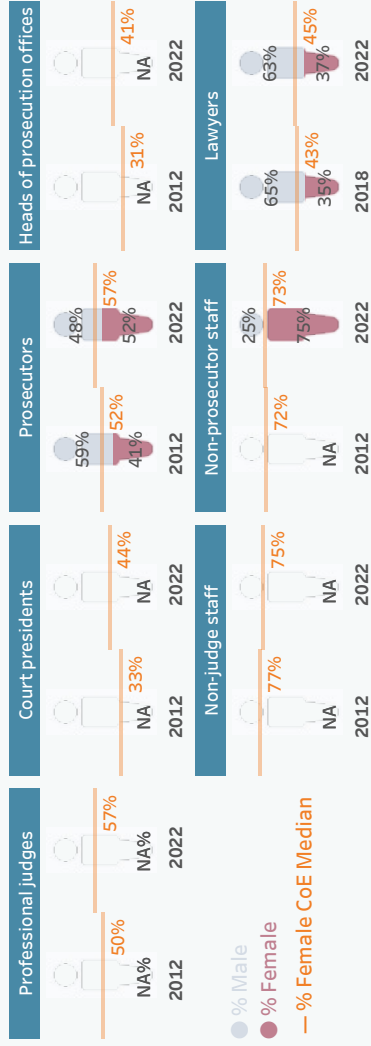 Professional judges
NA%
50%
2012
NA%
57%
2022
Court presidents
NA
33%
2012
NA
44%
2022
Prosecutors
59%
41%
52%
2012
48%
52%
57%
2022
Heads of prosecution offices
NA
31%
2012
NA
41%
2022
% Male
% Female
% Female CoE Median
Non-judge staff
NA
77%
2012
NA
75%
2022
Non-prosecutor staff
NA
72%
2012
25%
75%
73%
2022
Lawyers
65%
35%
43%
2018
63%
37%
45%
2022